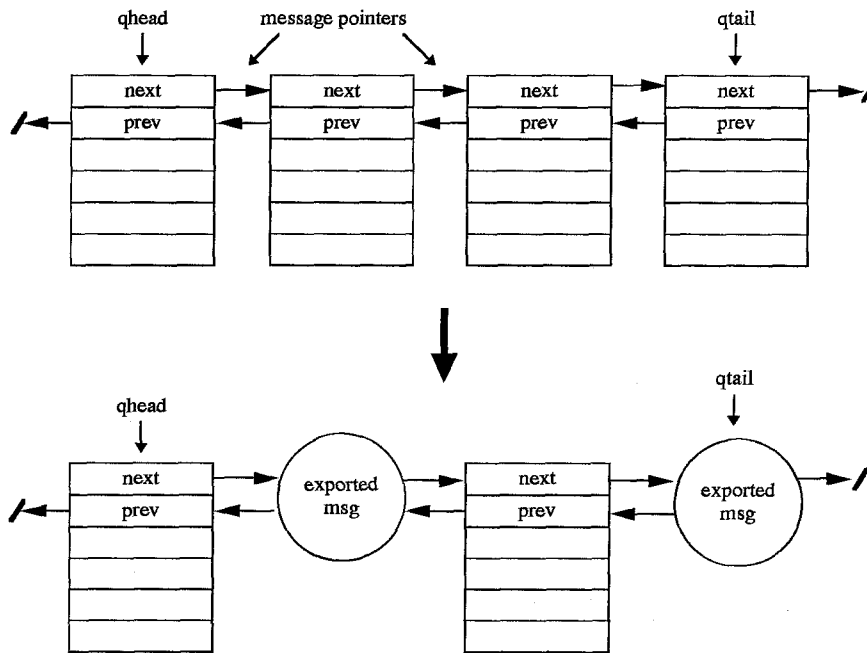 qhead message pointers qtail
next next next next
prev prev prev prev
qtail
qhead
next exported msg next exported msg
prev prev